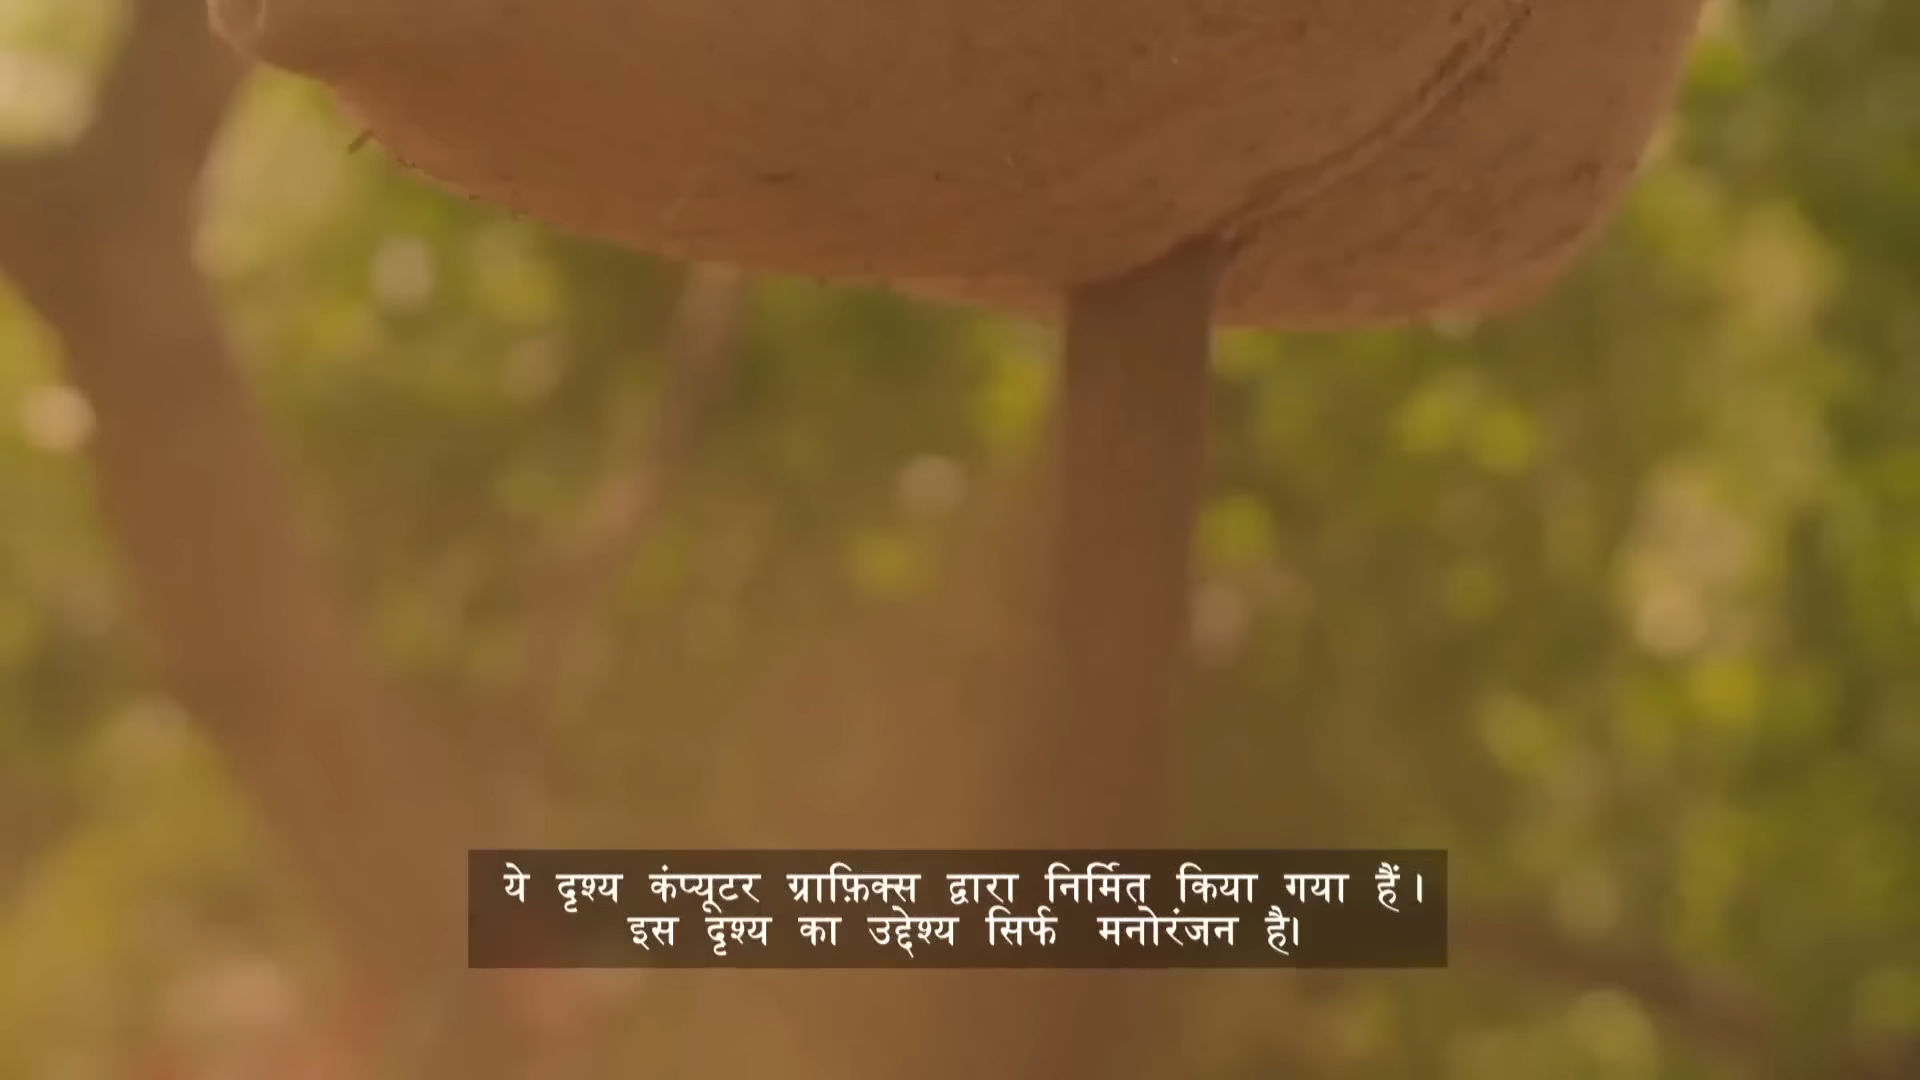 ये दृश्य कंप्यूटर ग्राफ़िक्स द्वारा निर्मित किया गया हैं।
इस दृश्य का उद्देश्य सिर्फ मनोरंजन है।